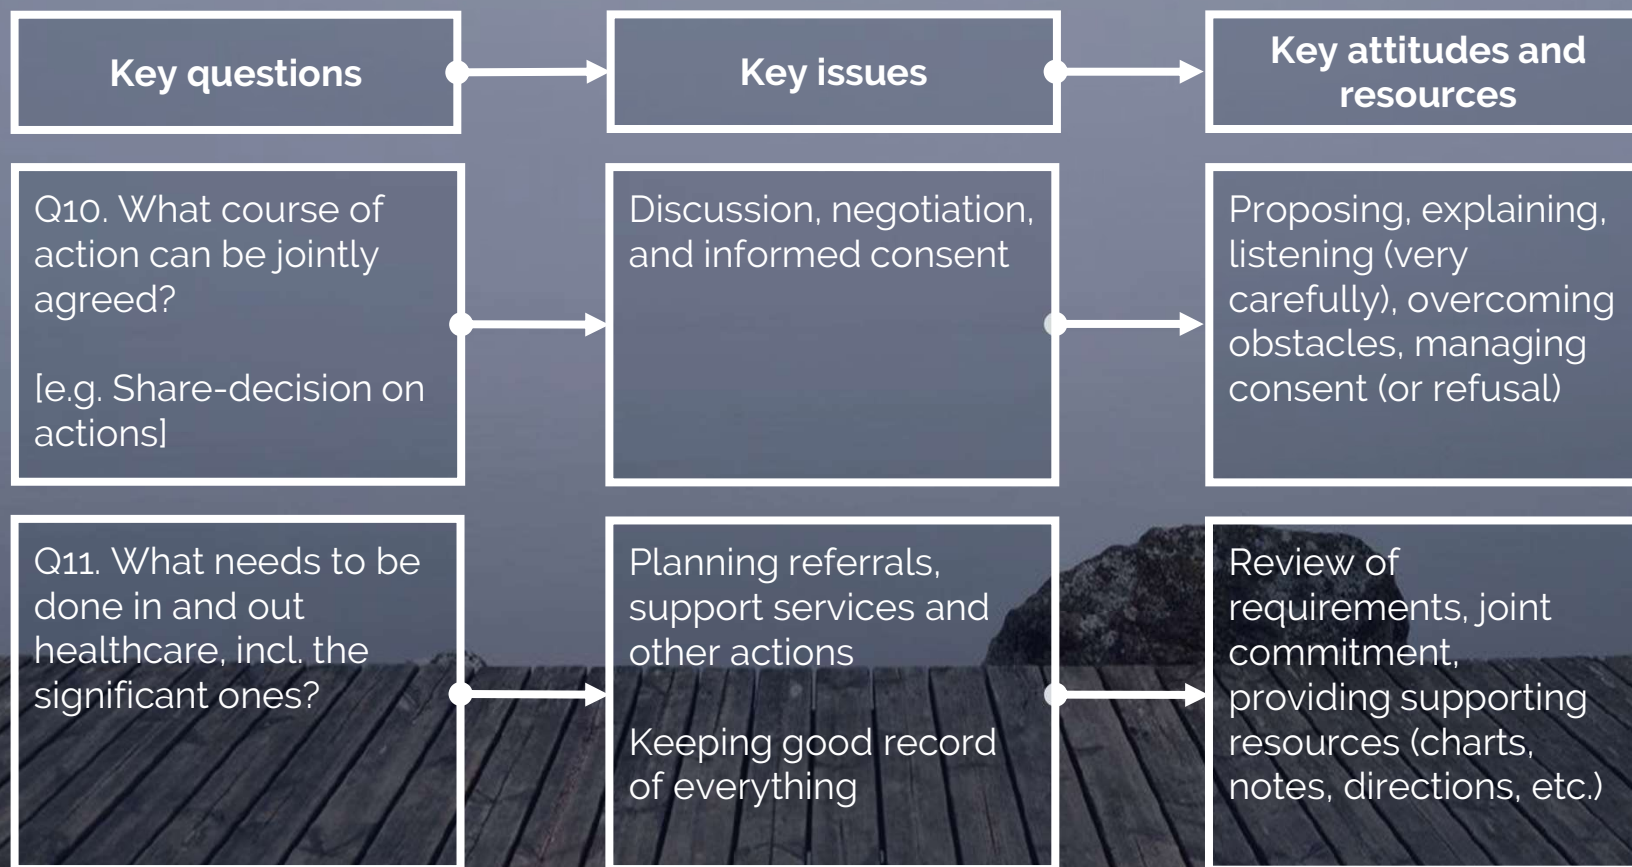 Key questions
Key issues
Key attitudes and
resources
Q10. What course of
action can be jointly
agreed?
[e.g. Share-decision on
actions]
Discussion, negotiation,
and informed consent
Proposing, explaining,
listening (very
carefully), overcoming
obstacles, managing
consent (or refusal)
Q11. What needs to be
done in and out
healthcare, incl. the
significant ones?
Planning referrals,
support services and
other actions
Keeping good record
of everything
Review of
requirements, joint
commitment,
providing supporting
resources (charts,
notes, directions, etc.)